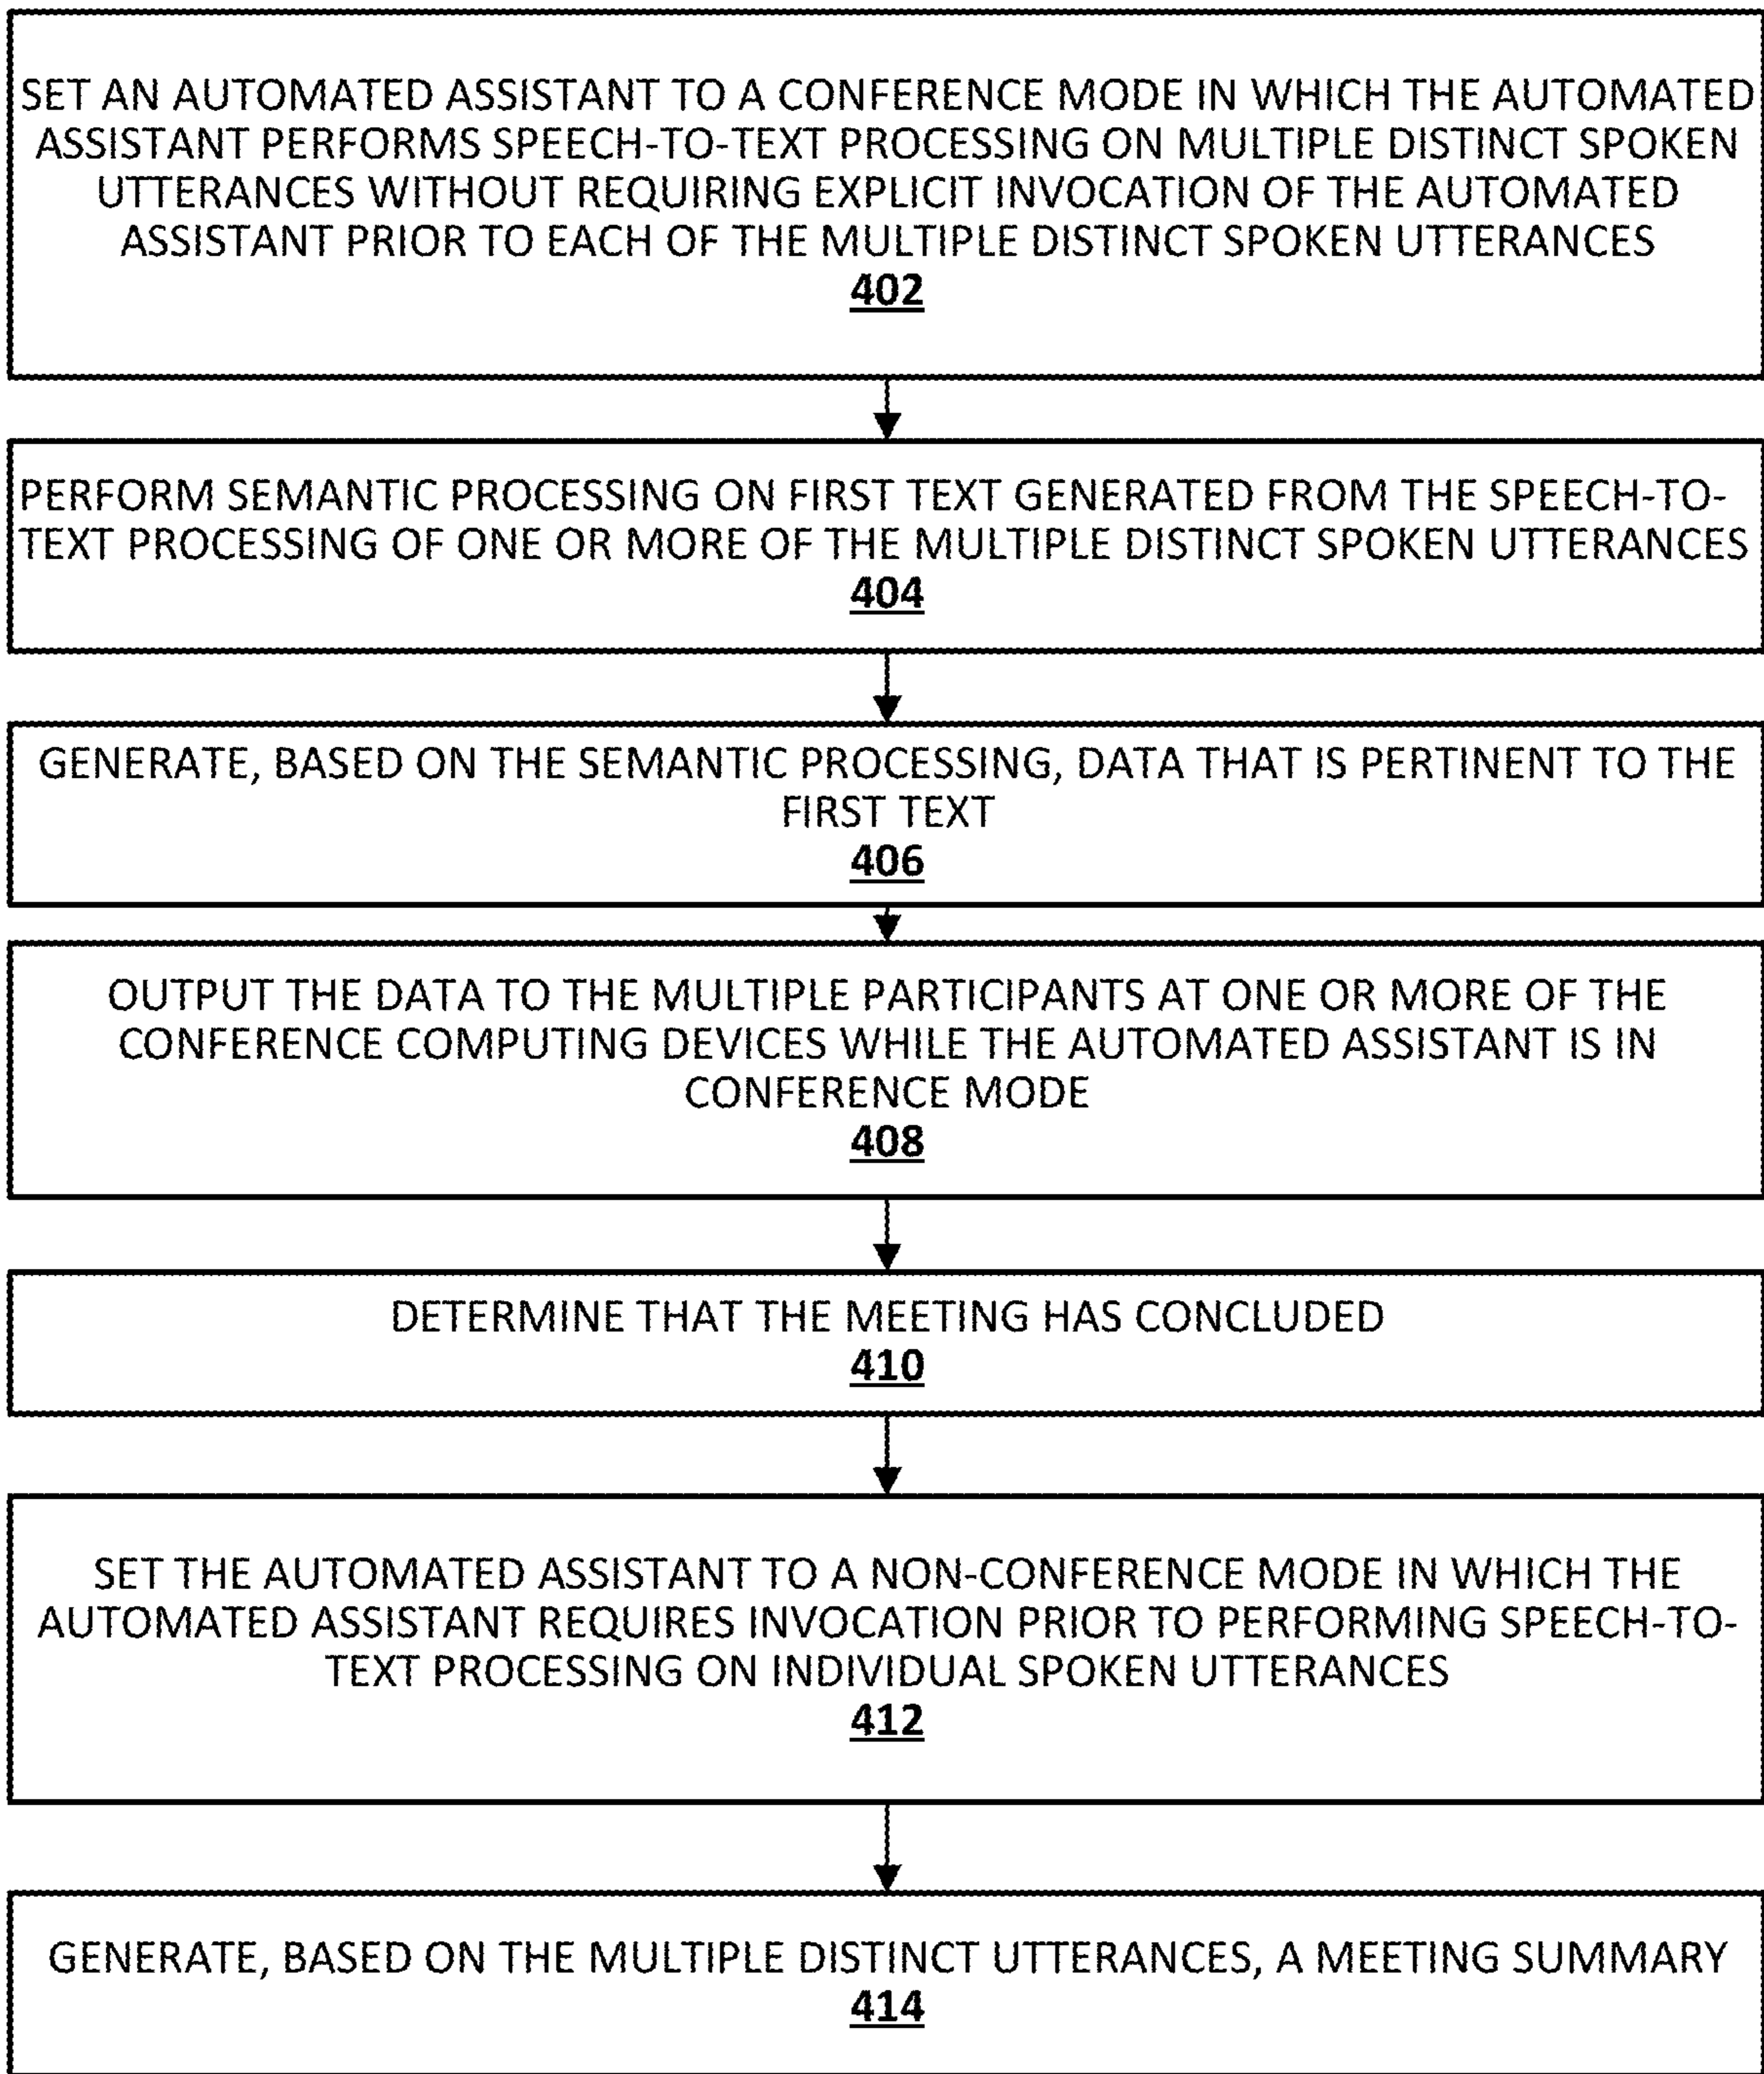 SET AN AUTOMATED ASSISTANT TO A CONFERENCE MODE IN WHICH THE AUTOMATED
ASSISTANT PERFORMS SPEECH-TO-TEXT PROCESSING ON MULTIPLE DISTINCT SPOKEN
UTTERANCES WITHOUT REQUIRING EXPLICIT INVOCATION OF THE AUTOMATED
ASSISTANT PRIOR TO EACH OF THE MULTIPLE DISTINCT SPOKEN UTTERANCES
402
PERFORM SEMANTIC PROCESSING ON FIRST TEXT GENERATED FROM THE SPEECH-TO-
TEXT PROCESSING OF ONE OR MORE OF THE MULTIPLE DISTINCT SPOKEN UTTERANCES
404
GENERATE, BASED ON THE SEMANTIC PROCESSING, DATA THAT IS PERTINENT TO THE
FIRST TEXT
406
OUTPUT THE DATA TO THE MULTIPLE PARTICIPANTS AT ONE OR MORE OF THE
CONFERENCE COMPUTING DEVICES WHILE THE AUTOMATED ASSISTANT IS IN
CONFERENCE MODE
408
DETERMINE THAT THE MEETING HAS CONCLUDED
410
SET THE AUTOMATED ASSISTANT TO A NON-CONFERENCE MODE IN WHICH THE
AUTOMATED ASSISTANT REQUIRES INVOCATION PRIOR TO PERFORMING SPEECH-TO-
TEXT PROCESSING ON INDIVIDUAL SPOKEN UTTERANCES
412
GENERATE, BASED ON THE MULTIPLE DISTINCT UTTERANCES, A MEETING SUMMARY
414